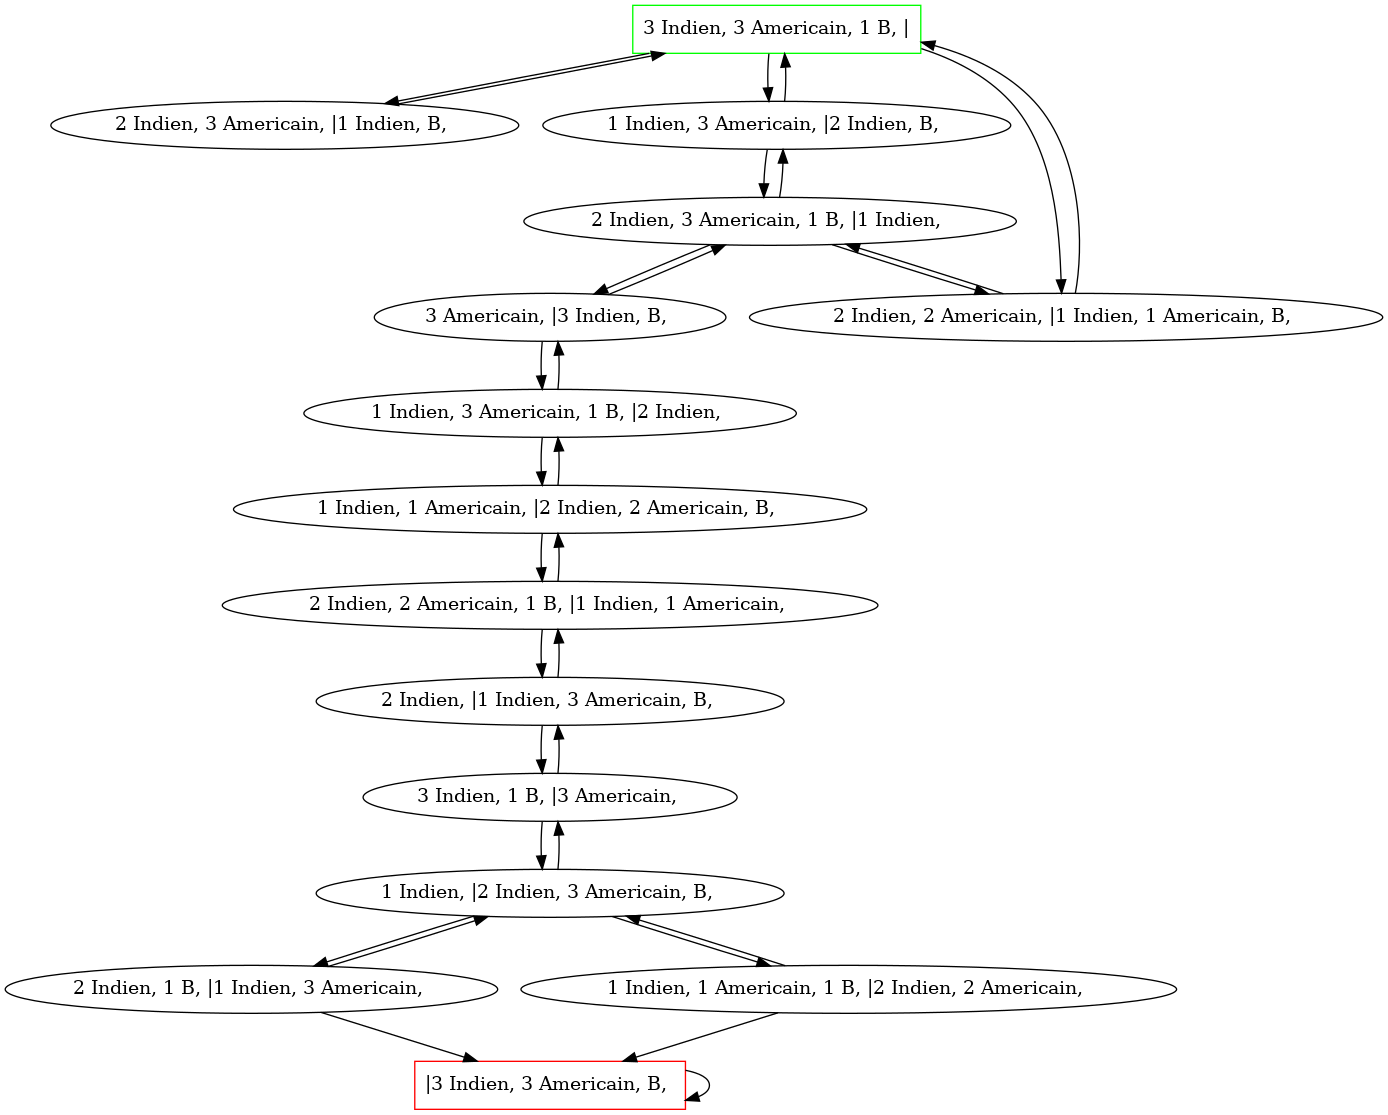 3 Indien, 3 Americain, 1 B, |
2 Indien, 3 Americain, |1 Indien, B,
1 Indien, 3 Americain, |2 Indien, B,
2 Indien, 3 Americain, 1 B, |1 Indien,
3 Americain, |3 Indien, B,
2 Indien, 2 Americain, |1 Indien, 1 Americain, B,
1 Indien, 3 Americain, 1 B, |2 Indien,
1 Indien, 1 Americain, |2 Indien, 2 Americain, B,
2 Indien, 2 Americain, 1 B, |1 Indien, 1 Americain,
2 Indien, |1 Indien, 3 Americain, B,
3 Indien, 1 B, |3 Americain,
1 Indien, |2 Indien, 3 Americain, B,
2 Indien, 1 B, |1 Indien, 3 Americain,
1 Indien, 1 Americain, 1 B, |2 Indien, 2 Americain,
|3 Indien, 3 Americain, B,